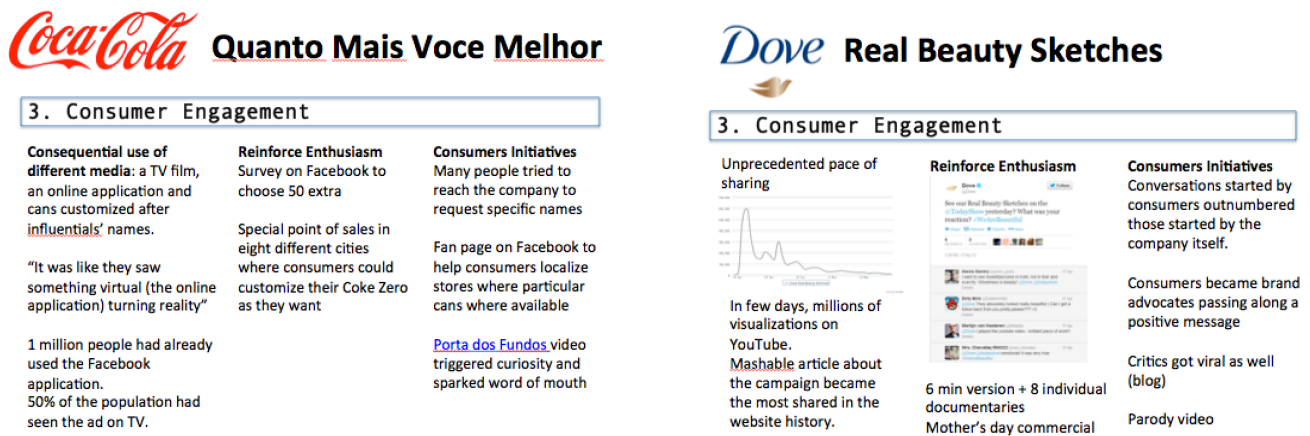 Coca-Cola
Quanto Mais Voce Melhor
3. Consumer Engagement
Consequential use of
different media: a TV film,
an online application and
cans customized after
influentials’ names.
“It was like they saw
something virtual (the online
application) turning reality”
1 million people had already
used the Facebook
application.
50% of the population had
seen the ad on TV.
Reinforce Enthusiasm
Survey on Facebook to
choose 50 extra
Special point of sales in
eight different cities
where consumers could
customize their Coke Zero
as they want
Consumers Initiatives
Many people tried to
reach the company to
request specific names
Fan page on Facebook to
help consumers localize
stores where particular
cans where available
Porta dos Fundos video
triggered curiosity and
sparked word of mouth
Dove
Real Beauty Sketches
3. Consumer Engagement
Unprecedented pace of
sharing
In few days, millions of
visualizations on
YouTube.
Mashable article about
the campaign became
the most shared in the
website history.
Reinforce Enthusiasm
Dove
Follow
See our Real Beauty Sketches on the
@TodayShow yesterday? What was your
reaction? #WeAreBeautiful
6 min version + 8 individual
documentaries
Mother’s day commercial
Consumers Initiatives
Conversations started by
consumers outnumbered
those started by the
company itself.
Consumers became brand
advocates passing along a
positive message
Critics got viral as well
(blog)
Parody video